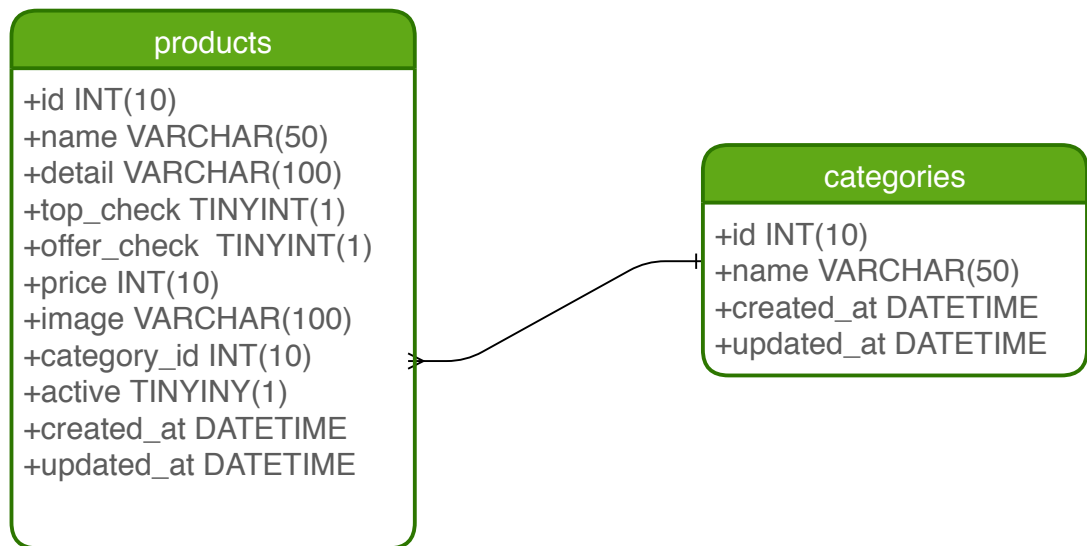 products
+id INT(10)
+name VARCHAR(50)
+detail VARCHAR(100)
+top_check TINYINT(1)
+offer_check  TINYINT(1)
+price INT(10)
+image VARCHAR(100)
+category_id INT(10)
+active TINYINY(1)
+created_at DATETIME
+updated_at DATETIME
categories
+id INT(10)
+name VARCHAR(50)
+created_at DATETIME
+updated_at DATETIME